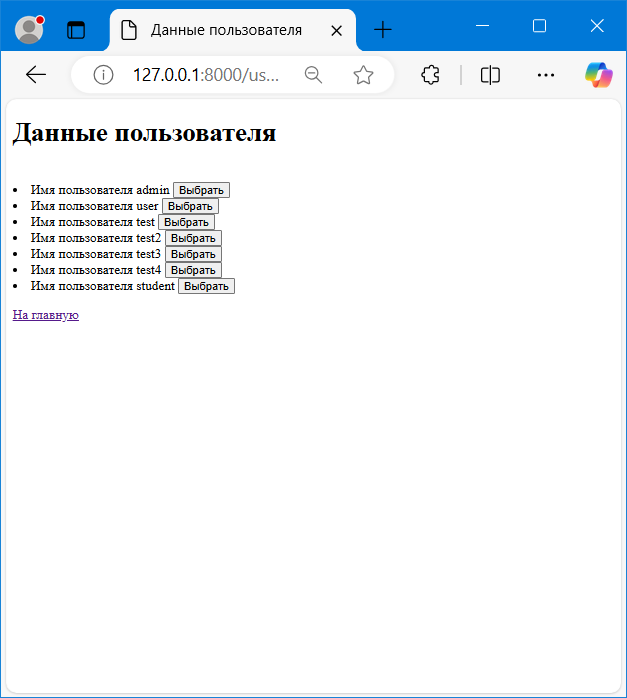 Данные пользователя
127.0.0.1:8000/us...
Данные пользователя
Имя пользователя admin Выбрать
Имя пользователя user Выбрать
Имя пользователя test Выбрать
Имя пользователя test2 Выбрать
Имя пользователя test3 Выбрать
Имя пользователя test4 Выбрать
Имя пользователя student Выбрать
На главную